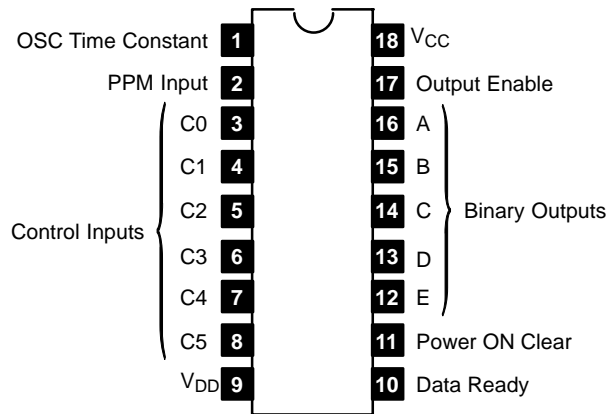 OSC Time Constant 1 18 VCC
PPM Input 2 17 Output Enable
C0 3 16 A
C1 4 15 B
C2 5 14 C
Control Inputs Binary Outputs
C3 6 13 D
C4 7 12 E
C5 8 11 Power ON Clear
VDD 9 10 Data Ready